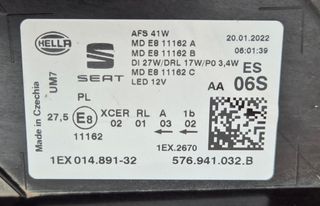 HELLA
SEAT
AFS 41W
MD E8 11162 A
MD E8 11162 B
DI 27W/DRL 17W/PO 3,4W
MD E8 11162 C
LED 12V
20.01.2022
06:01:39
ES
AA 06S
Made in Czechia
UM7
PL
27,5 E8
11162
XCER RL A 1b
02 01 03 02
1EX.2670
1EX 014.891-32
576.941.032.B